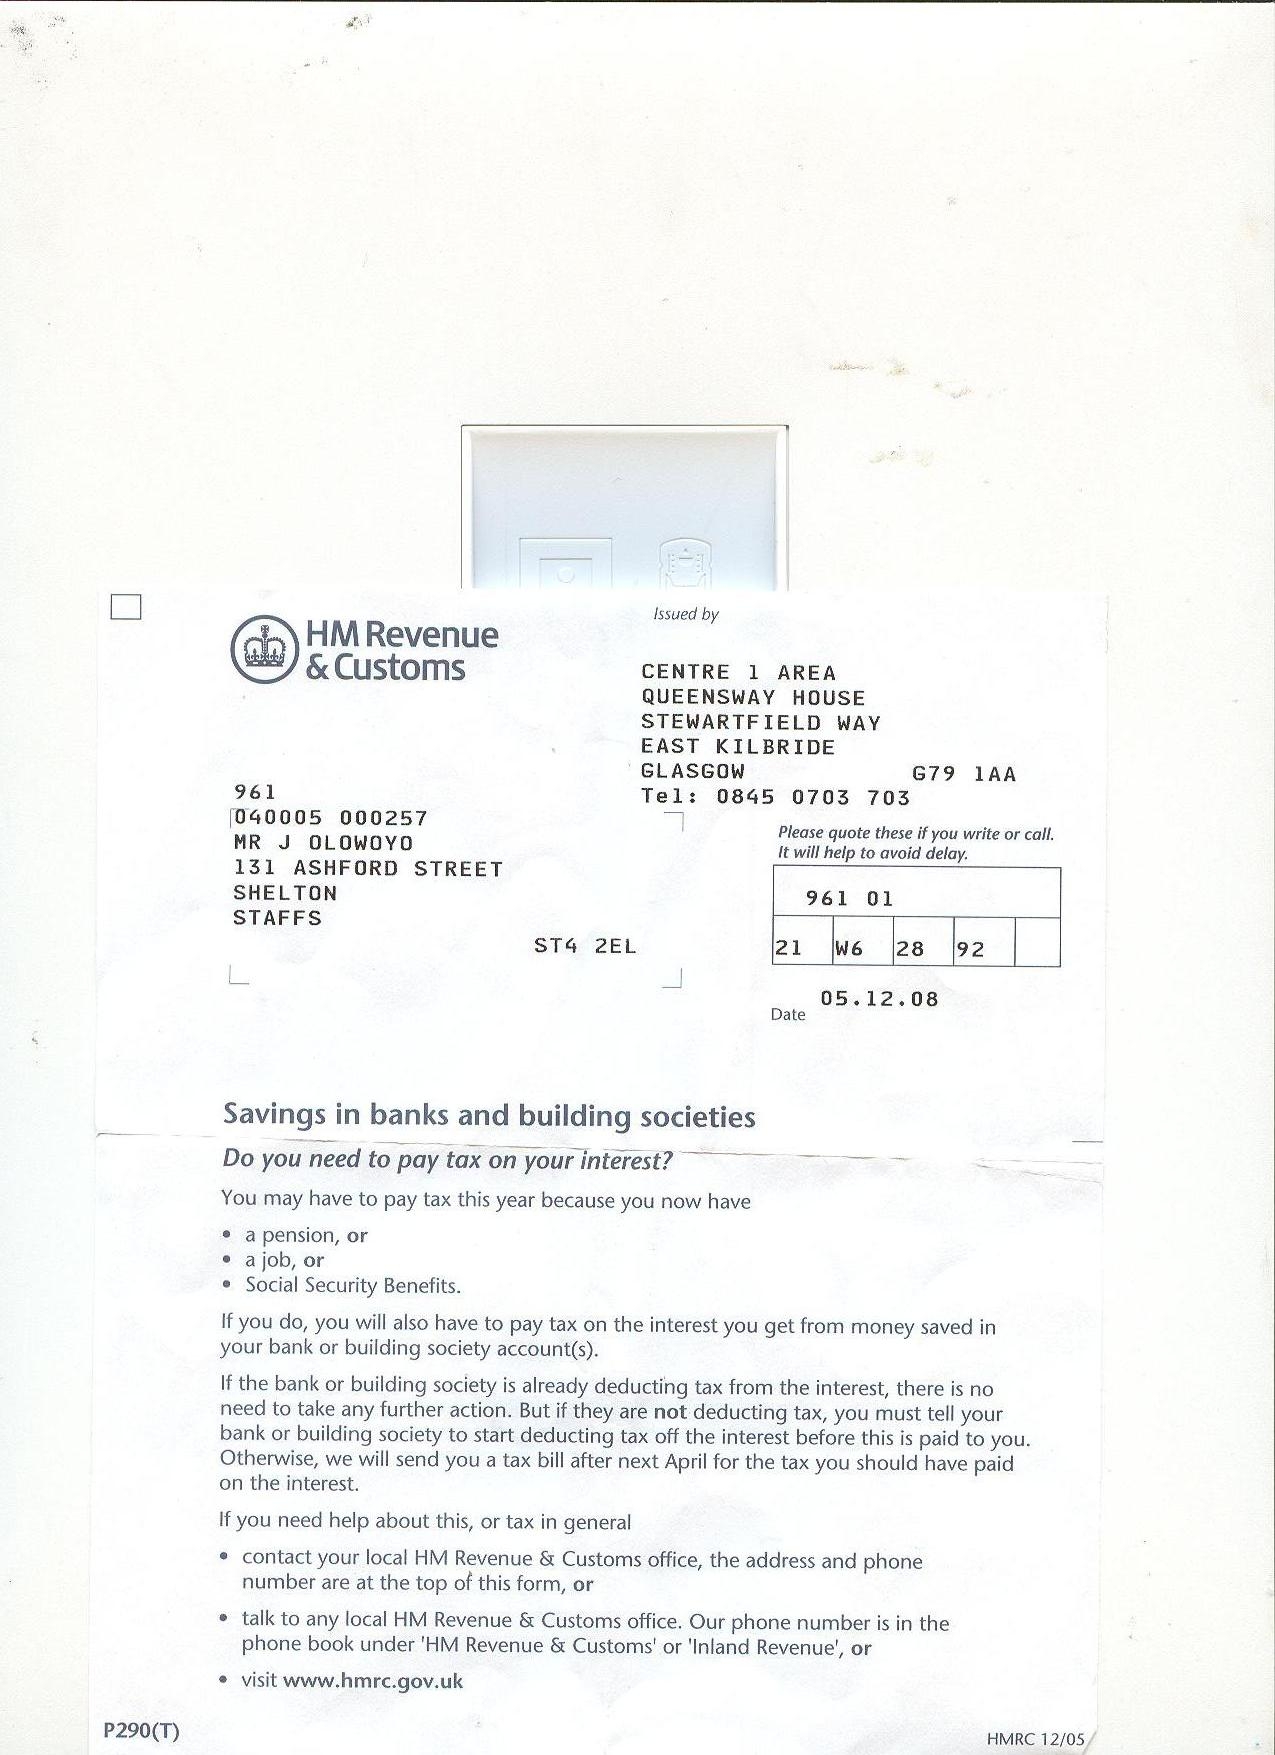 HM Revenue
& Customs
Issued by
CENTRE 1 AREA
QUEENSWAY HOUSE
STEWARTFIELD WAY
EAST KILBRIDE
GLASGOW G79 1AA
Tel: 0845 0703 703
961
040005 000257
MR J OLOWOYO
131 ASHFORD STREET
SHELTON
STAFFS
ST4 2EL
Please quote these if you write or call.
It will help to avoid delay.
961 01
21 W6 28 92
05.12.08
Date
Savings in banks and building societies
Do you need to pay tax on your interest?
You may have to pay tax this year because you now have
• a pension, or
• a job, or
• Social Security Benefits.
If you do, you will also have to pay tax on the interest you get from money saved in
your bank or building society account(s).
If the bank or building society is already deducting tax from the interest, there is no
need to take any further action. But if they are not deducting tax, you must tell your
bank or building society to start deducting tax off the interest before this is paid to you.
Otherwise, we will send you a tax bill after next April for the tax you should have paid
on the interest.
If you need help about this, or tax in general
• contact your local HM Revenue & Customs office, the address and phone
number are at the top of this form, or
• talk to any local HM Revenue & Customs office. Our phone number is in the
phone book under 'HM Revenue & Customs' or 'Inland Revenue', or
• visit www.hmrc.gov.uk
P290(T)
HMRC 12/05